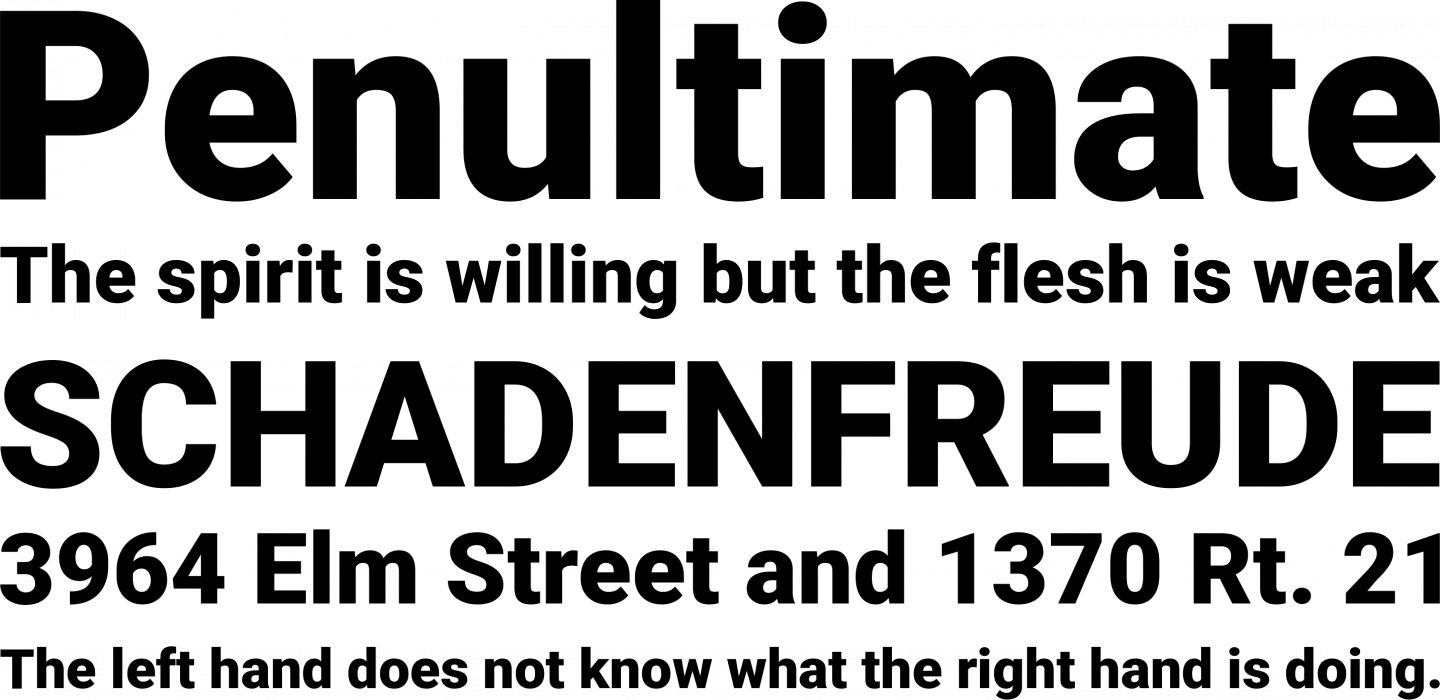 Penultimate
The spirit is willing but the flesh is weak
SCHADENFREUDE
3964 Elm Street and 1370 Rt. 21
The left hand does not know what the right hand is doing.